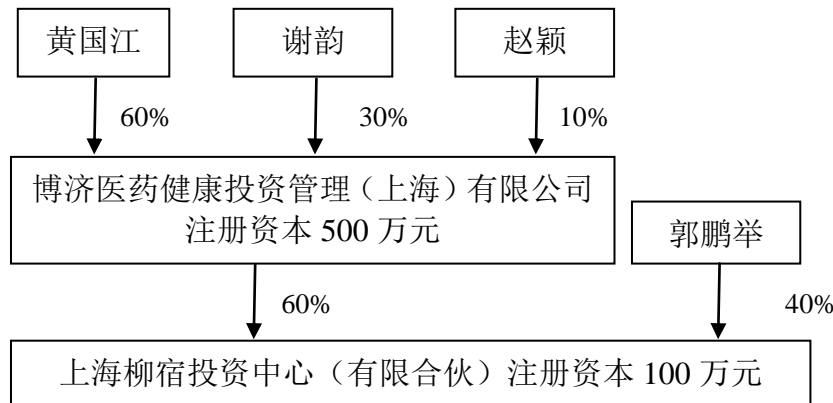 黄国江
谢韵
赵颖
60%
30%
10%
博济医药健康投资管理（上海）有限公司
注册资本 500 万元
郭鹏举
60%
40%
上海柳宿投资中心（有限合伙）注册资本 100 万元